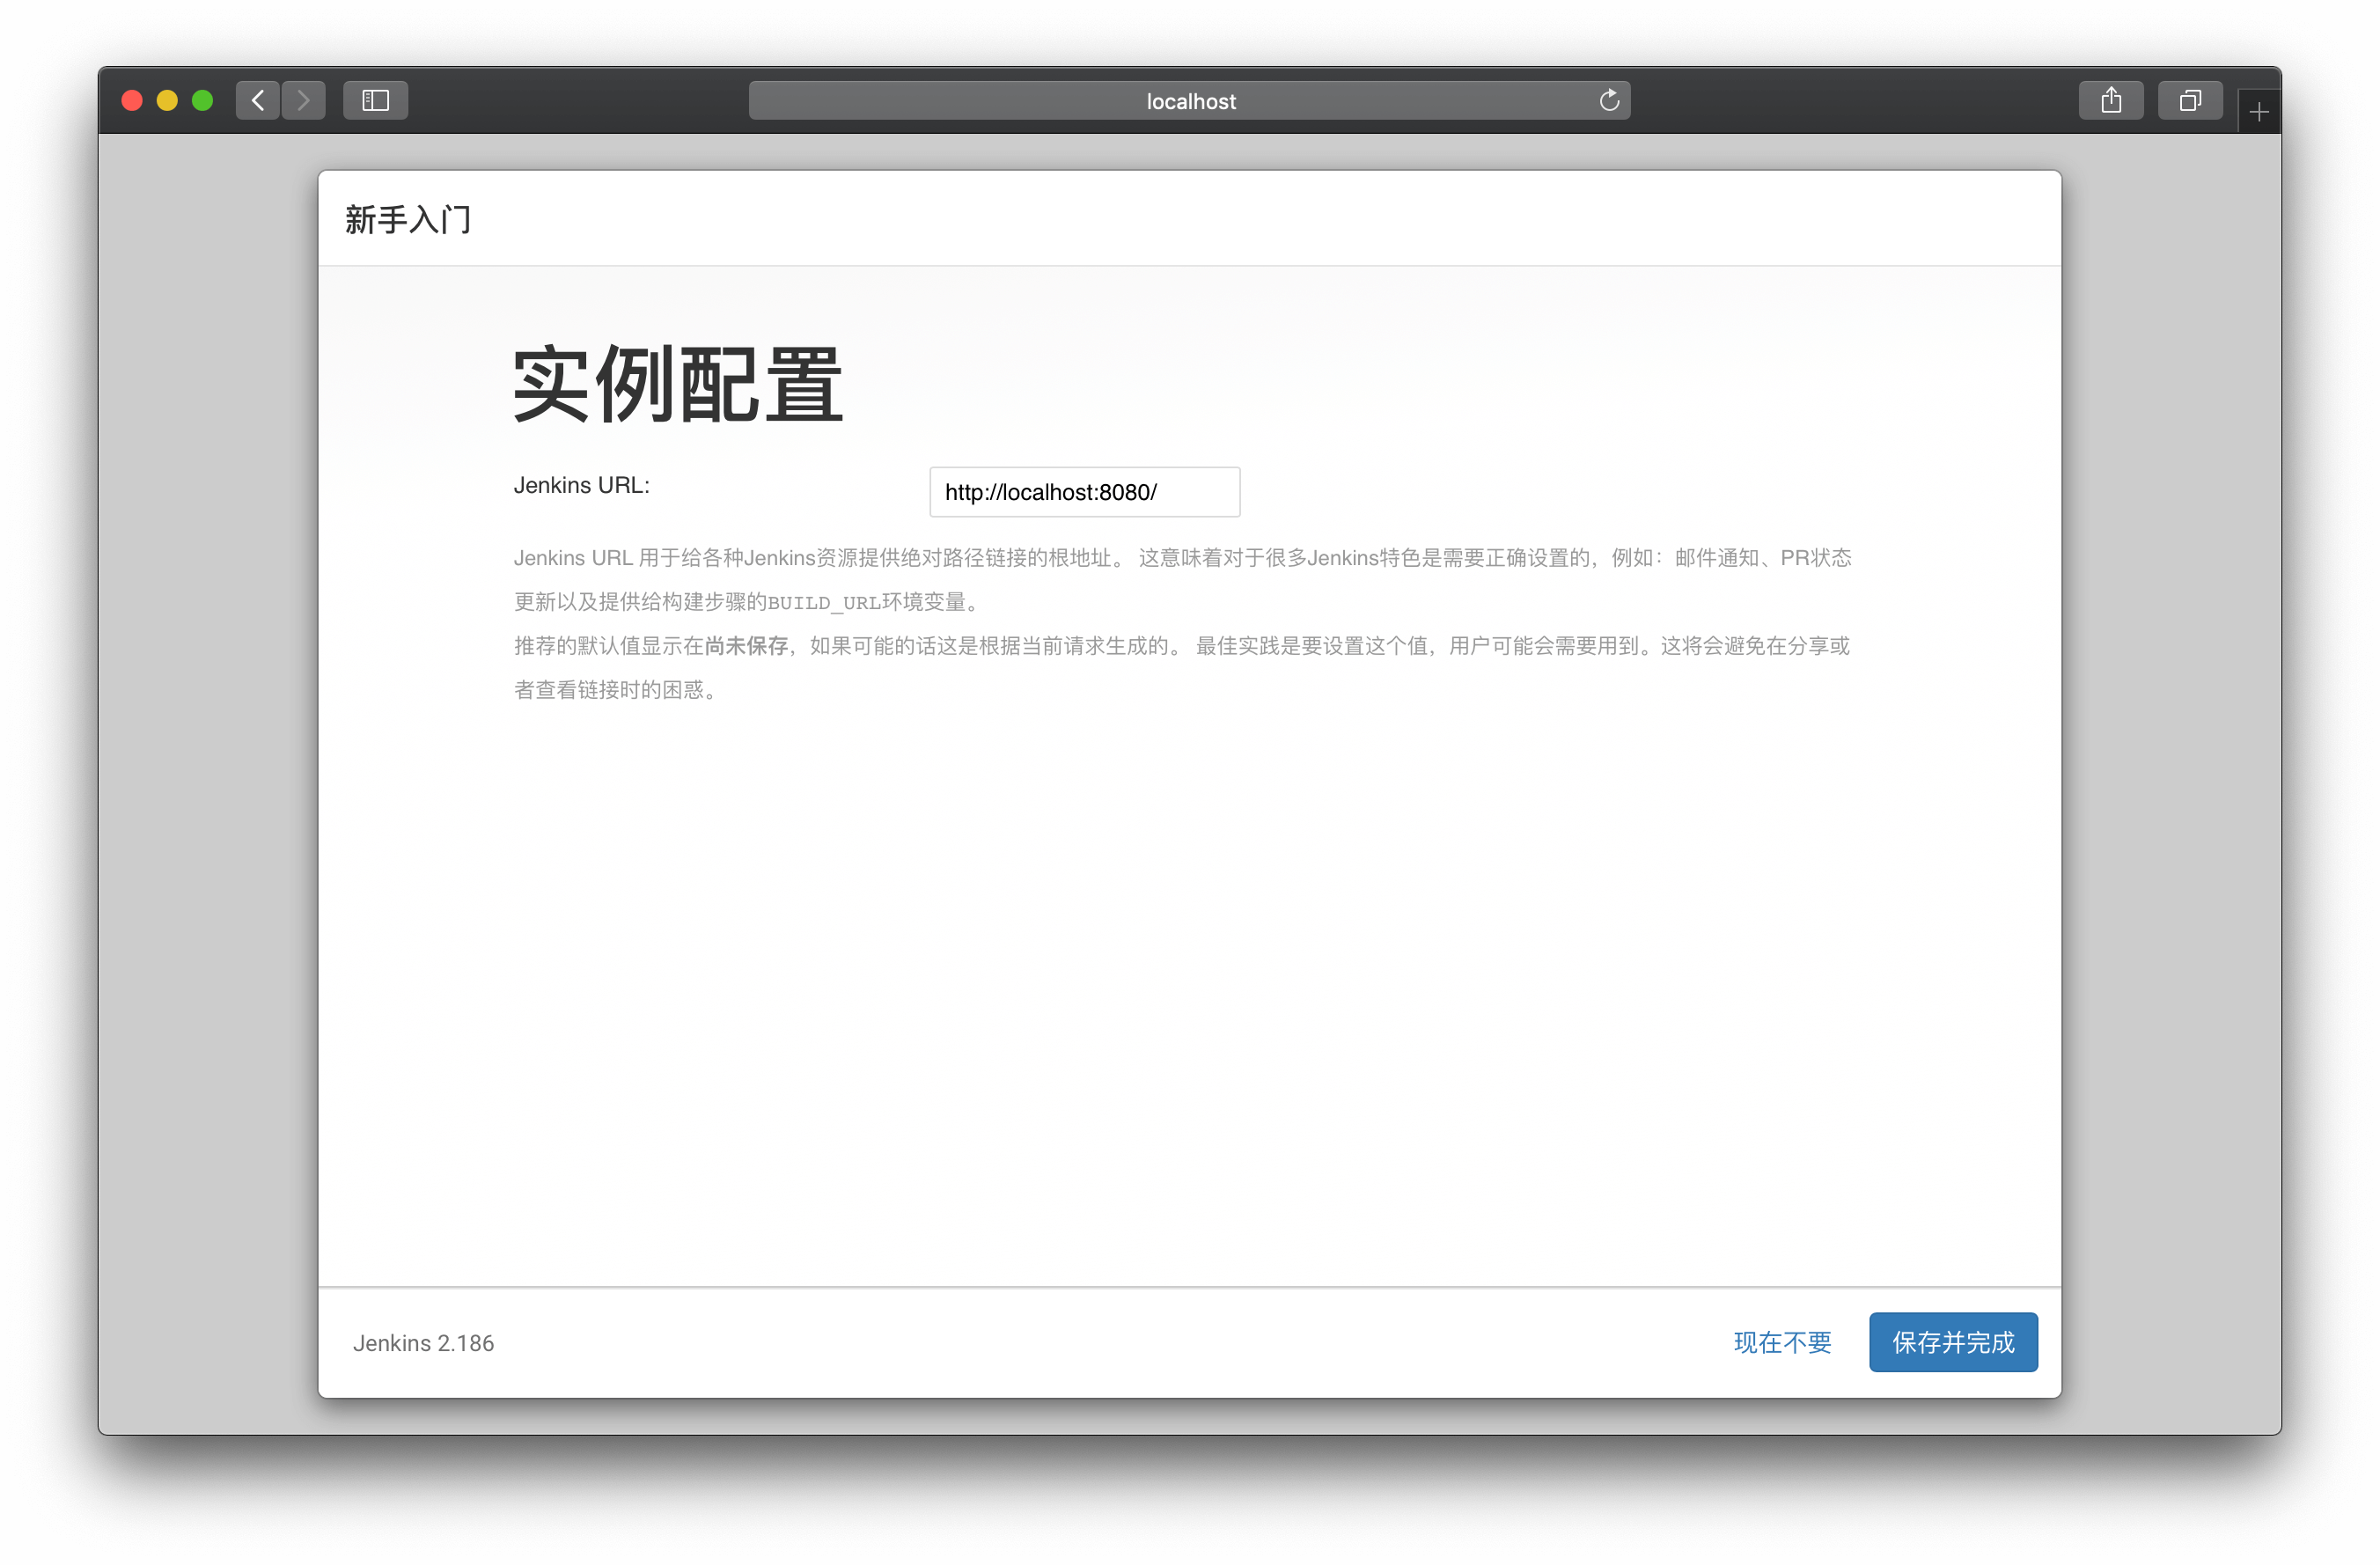 localhost
新手入门
实例配置
Jenkins URL:
http://localhost:8080/
Jenkins URL 用于给各种Jenkins资源提供绝对路径链接的根地址。 这意味着对于很多Jenkins特色是需要正确设置的，例如：邮件通知、PR状态
更新以及提供给构建步骤的BUILD_URL环境变量。
推荐的默认值显示在尚未保存，如果可能的话这是根据当前请求生成的。 最佳实践是要设置这个值，用户可能会需要用到。这将会避免在分享或
者查看链接时的困惑。
Jenkins 2.186
现在不要
保存并完成